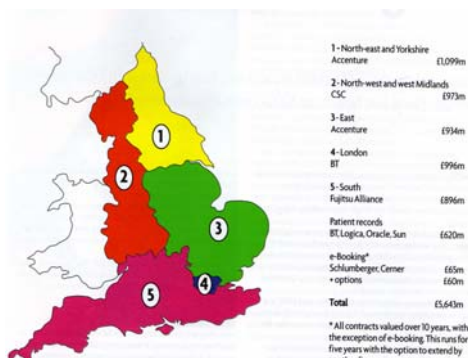 1
2
3
4
5
1 - North-east and Yorkshire
Accenture £1,099m
2 - North-west and west Midlands
CSC £973m
3 - East
Accenture £934m
4 - London
BT £996m
5 - South
Fujitsu Alliance £896m
Patient records
BT, Logica, Oracle, Sun £620m
e-Booking*
Schlumberger, Cerner £65m
+ options £60m
Total £5,643m
* All contracts valued over 10 years, with
the exception of e-booking. This runs for
five years with the option to extend by